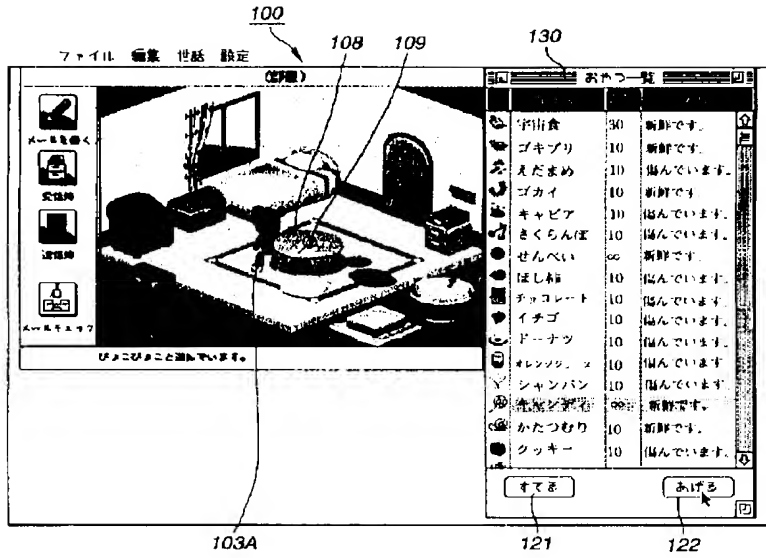 100
108 109 130
ファイル 編集 世話 設定
(部屋)
おやつ一覧
メールを書く
受信簿
送信簿
メールチェック
宇宙食 30 新鮮です。
ゴキブリ 10 新鮮です。
えだまめ 10 傷んでいます。
ゴカイ 10 新鮮です
キャビア 10 傷んでいます。
さくらんぼ 10 傷んでいます。
せんべい ∞ 新鮮です。
ほし柿 10 傷んでいます。
チョコレート 10 傷んでいます。
イチゴ 10 傷んでいます。
ドーナツ 10 傷んでいます。
10 傷んでいます
シャンパン 10 傷んでいます
キャンディ ∞ 新鮮です。
かたつむり 10 新鮮です。
クッキー 10 傷んでいます。
ぴょこぴょこと遊んでいます。
すてる あげる
103A 121 122